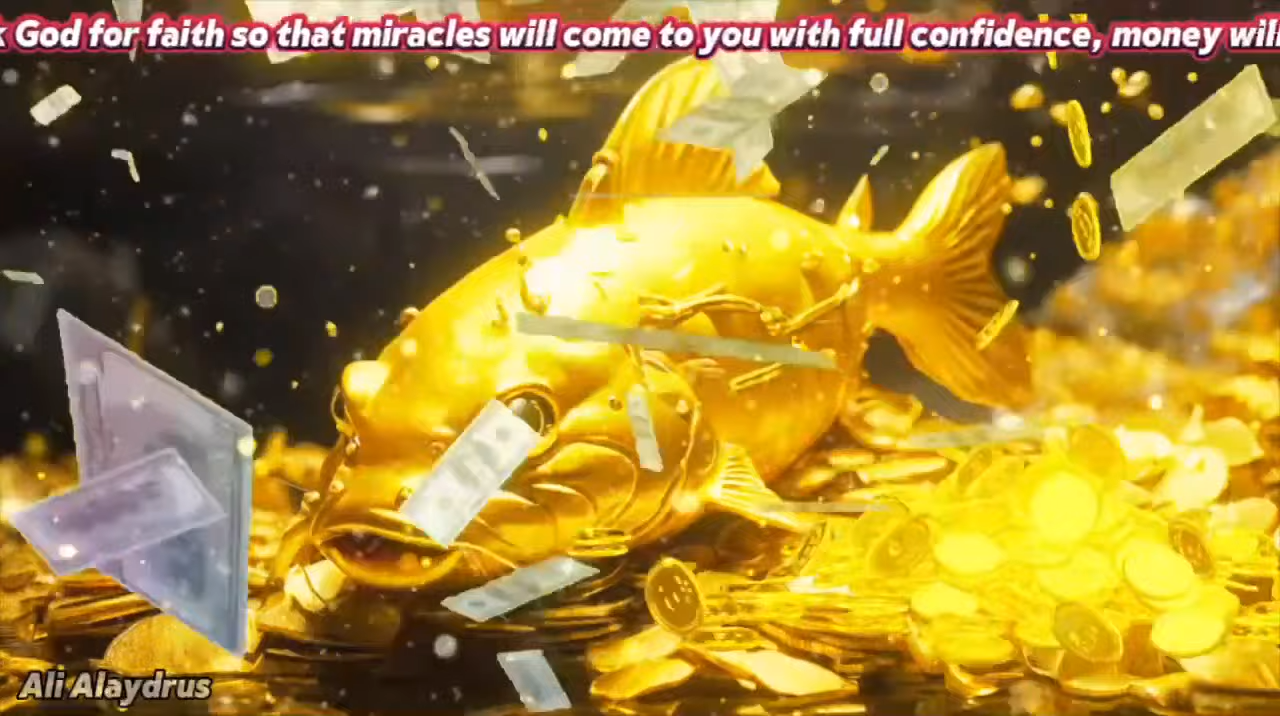 God for faith so that miracles will come to you with full confidence, money will
Ali Alaydrus